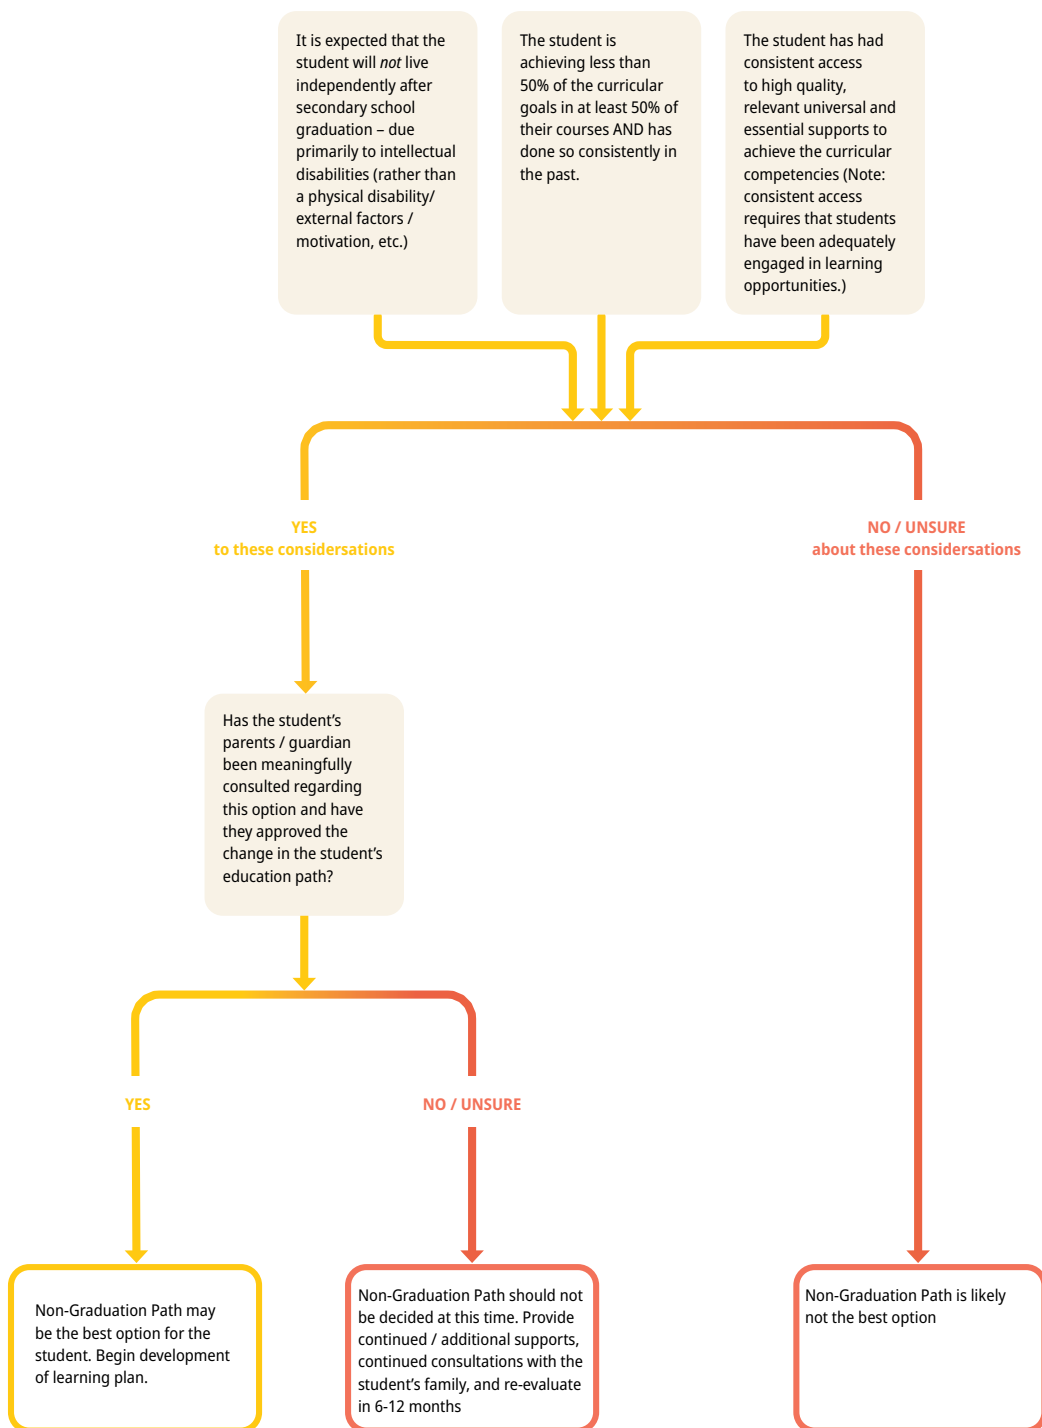 It is expected that the
student will not live
independently after
secondary school
graduation – due
primarily to intellectual
disabilities (rather than
a physical disability/
external factors /
motivation, etc.)
The student is
achieving less than
50% of the curricular
goals in at least 50% of
their courses AND has
done so consistently in
the past.
The student has had
consistent access
to high quality,
relevant universal and
essential supports to
achieve the curricular
competencies (Note:
consistent access
requires that students
have been adequately
engaged in learning
opportunities.)
YES
to these considersations
NO / UNSURE
about these considersations
Has the student’s
parents / guardian
been meaningfully
consulted regarding
this option and have
they approved the
change in the student’s
education path?
YES
NO / UNSURE
Non-Graduation Path may
be the best option for the
student. Begin development
of learning plan.
Non-Graduation Path should not
be decided at this time. Provide
continued / additional supports,
continued consultations with the
student’s family, and re-evaluate
in 6-12 months
Non-Graduation Path is likely
not the best option